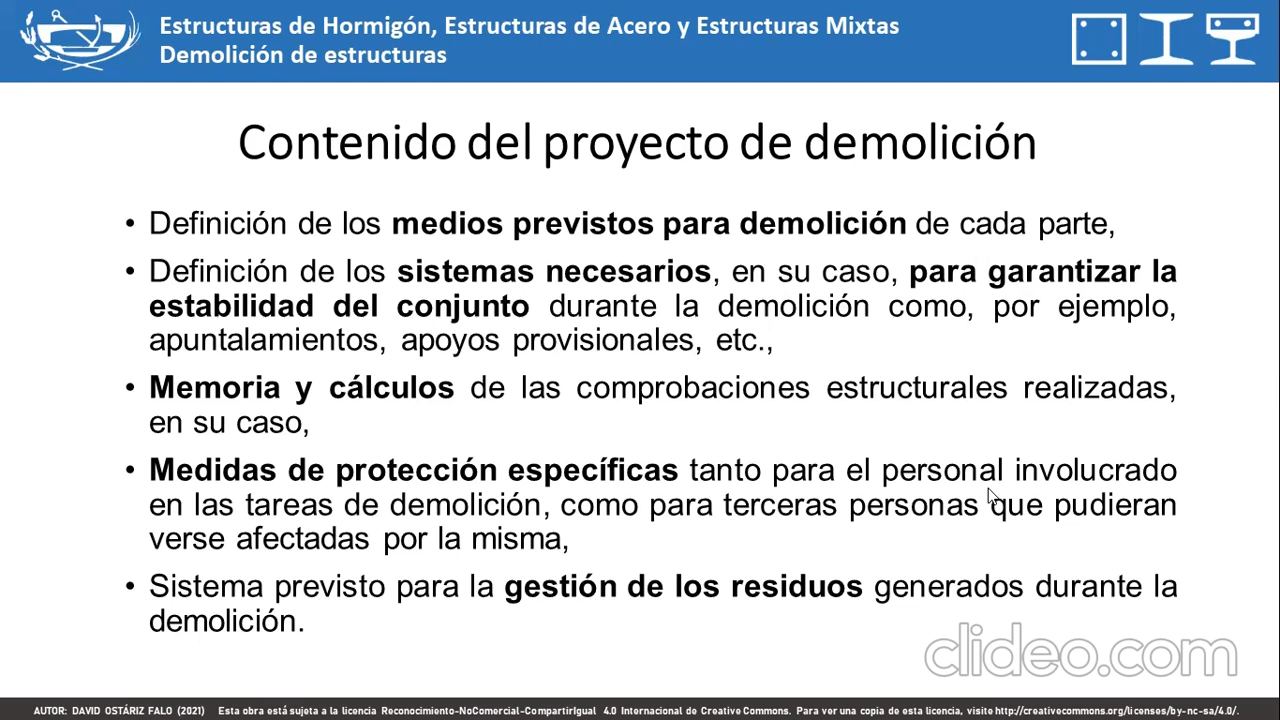 Estructuras de Hormigón, Estructuras de Acero y Estructuras Mixtas
Demolición de estructuras
Contenido del proyecto de demolición
• Definición de los medios previstos para demolición de cada parte,
• Definición de los sistemas necesarios, en su caso, para garantizar la
estabilidad del conjunto durante la demolición como, por ejemplo,
apuntalamientos, apoyos provisionales, etc.,
• Memoria y cálculos de las comprobaciones estructurales realizadas,
en su caso,
• Medidas de protección específicas tanto para el personal involucrado
en las tareas de demolición, como para terceras personas que pudieran
verse afectadas por la misma,
• Sistema previsto para la gestión de los residuos generados durante la
demolición.
clideo.com
AUTOR: DAVID OSTÁRIZ FALO (2021) Esta obra está sujeta a la licencia Reconocimiento-NoComercial-CompartirIgual 4.0 Internacional de Creative Commons. Para ver una copia de esta licencia, visite http://creativecommons.org/licenses/by-nc-sa/4.0/.